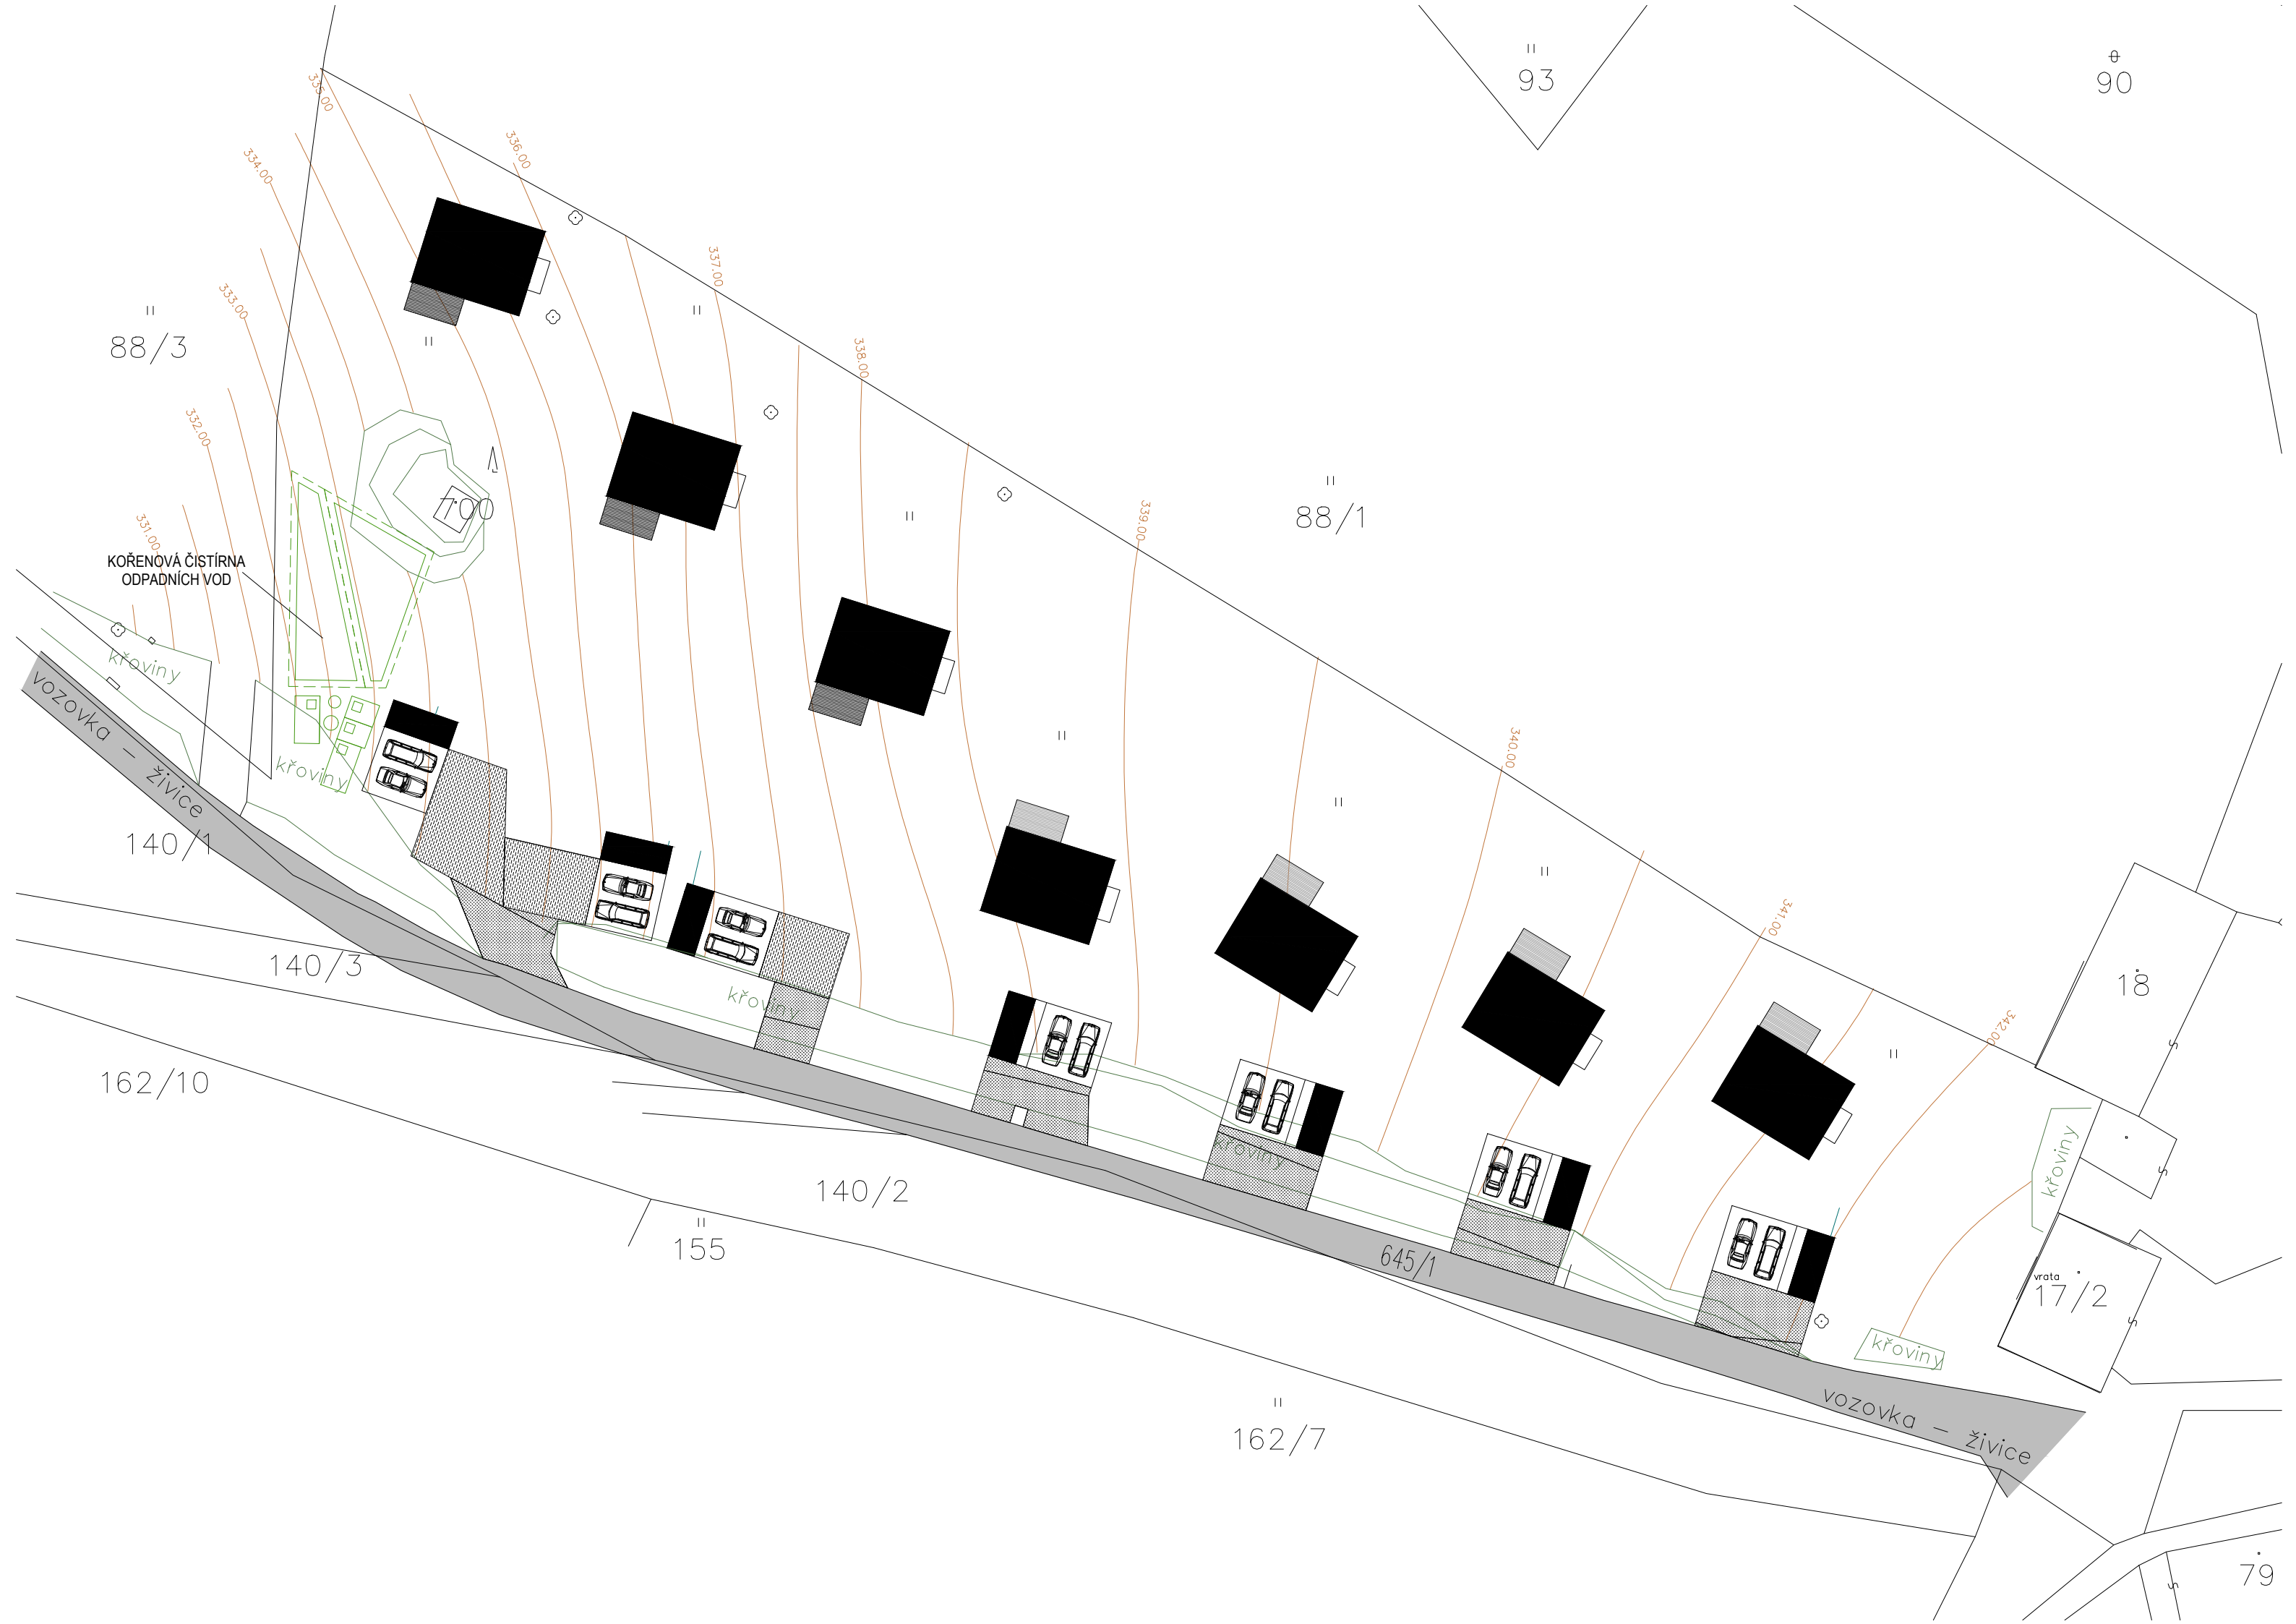 93
90
335.00
336.00
334.00
337.00
333.00
338.00
88/3
332.00
700
88/1
331.00
339.00
KOŘENOVÁ ČISTÍRNA
ODPADNÍCH VOD
křoviny
vozovka – živice
křoviny
340.00
140/1
341.00
140/3
křoviny
18
342.00
162/10
křoviny
křoviny
140/2
155
645/1
vrata
17/2
křoviny
vozovka – živice
162/7
79